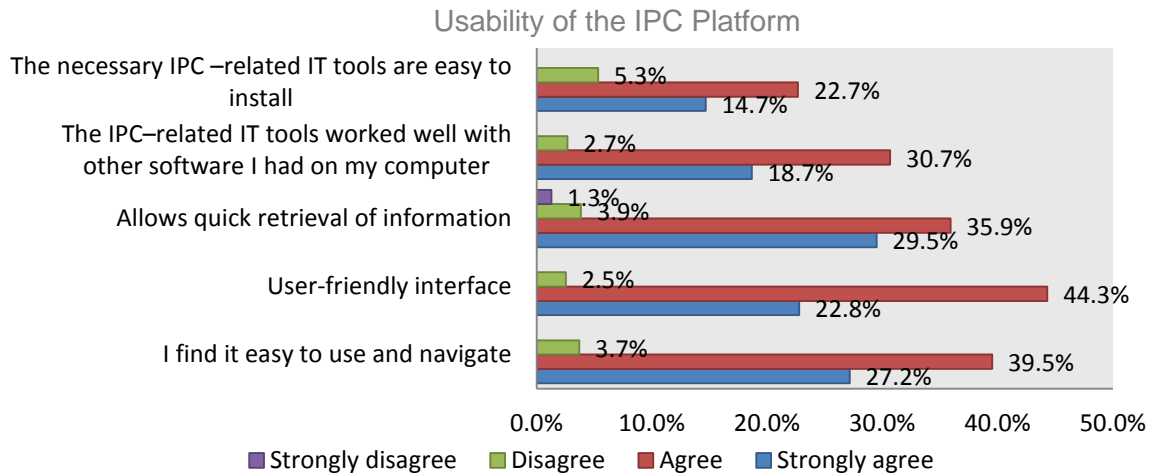 Usability of the IPC Platform
The necessary IPC –related IT tools are easy to
install
5.3%
22.7%
14.7%
The IPC–related IT tools worked well with
other software I had on my computer
2.7%
30.7%
18.7%
Allows quick retrieval of information
1.3%
3.9%
35.9%
29.5%
User-friendly interface
2.5%
44.3%
22.8%
I find it easy to use and navigate
3.7%
39.5%
27.2%
0.0% 10.0% 20.0% 30.0% 40.0% 50.0%
Strongly disagree Disagree Agree Strongly agree